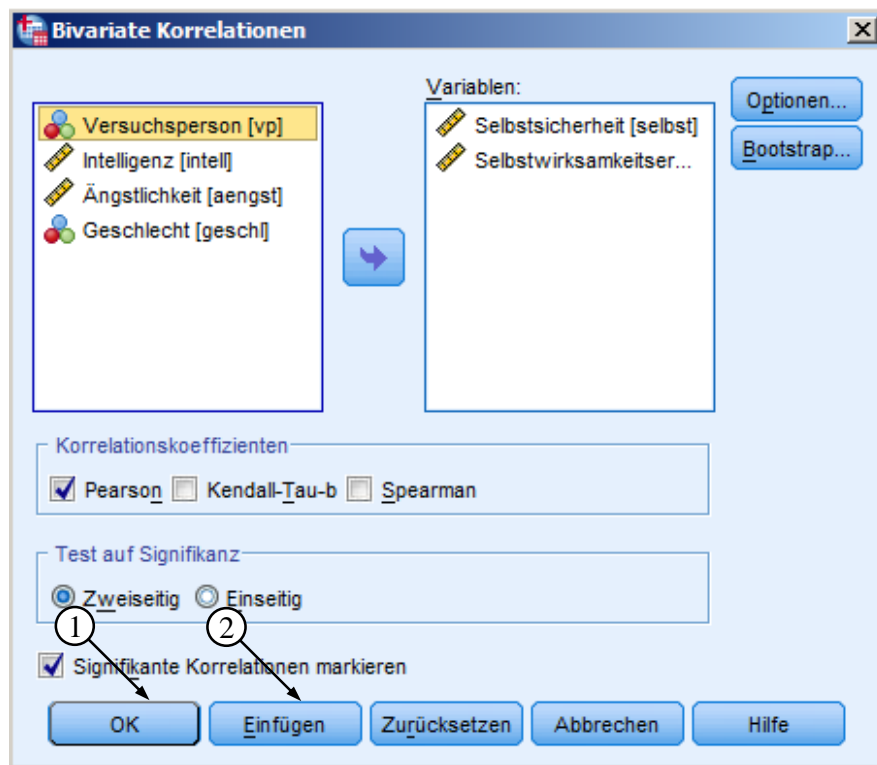 Bivariate Korrelationen
Versuchsperson [vp]
Intelligenz [intell]
Ängstlichkeit [aengst]
Geschlecht [geschl]
Variablen:
Selbstsicherheit [selbst]
Selbstwirksamkeitser...
Optionen...
Bootstrap...
Korrelationskoeffizienten
Pearson Kendall-Tau-b Spearman
Test auf Signifikanz
Zweiseitig Einseitig
1 2
Signifikante Korrelationen markieren
OK Einfügen Zurücksetzen Abbrechen Hilfe